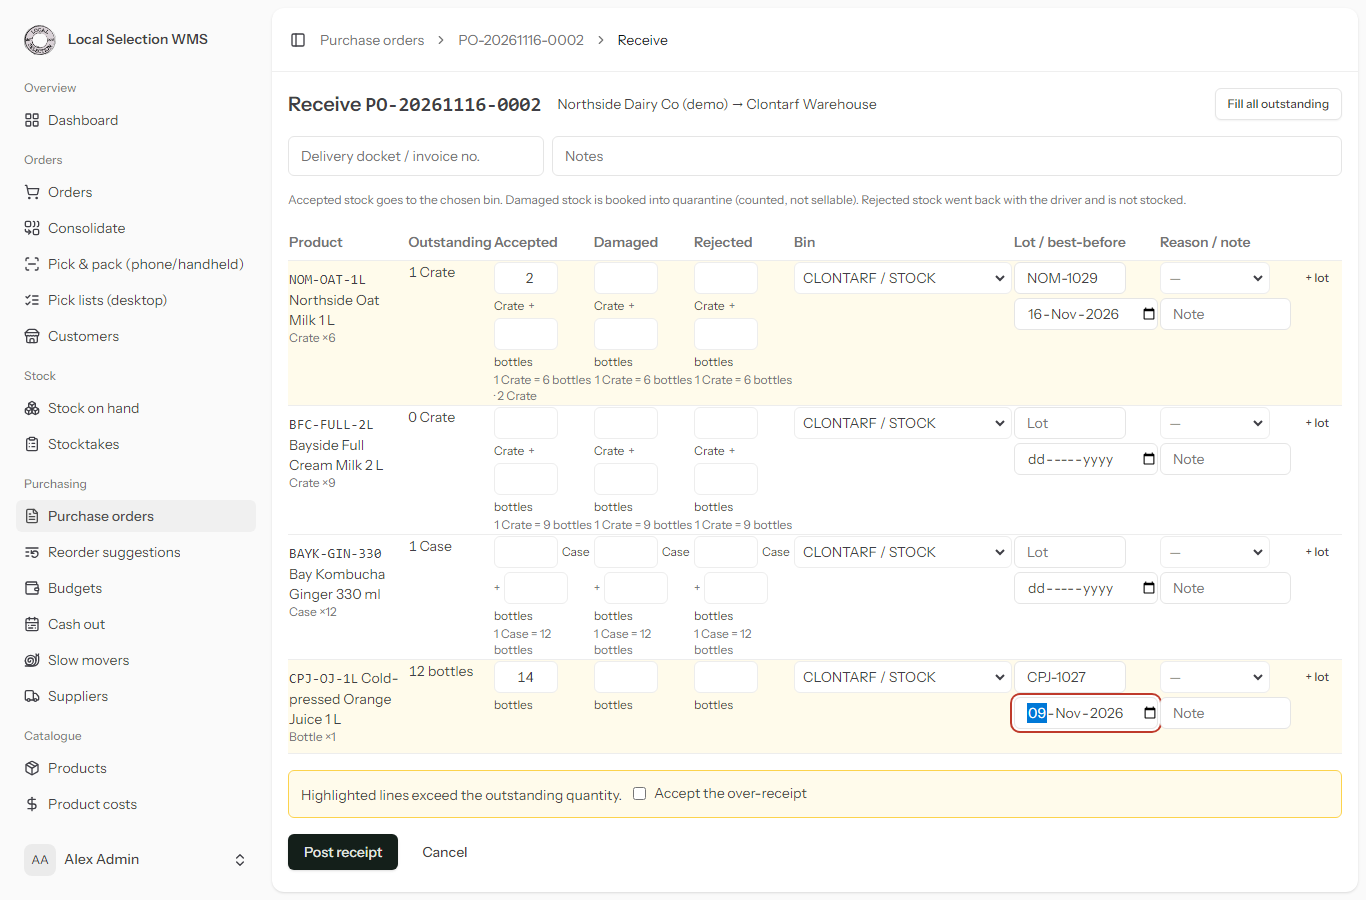 Local Selection WMS
Overview
Dashboard
Orders
Orders
Consolidate
Pick & pack (phone/handheld)
Pick lists (desktop)
Customers
Stock
Stock on hand
Stocktakes
Purchasing
Purchase orders
Reorder suggestions
Budgets
Cash out
Slow movers
Suppliers
Catalogue
Products
Product costs
AA Alex Admin
Purchase orders > PO-20261116-0002 > Receive
Receive PO-20261116-0002 Northside Dairy Co (demo) → Clontarf Warehouse Fill all outstanding
Delivery docket / invoice no. Notes
Accepted stock goes to the chosen bin. Damaged stock is booked into quarantine (counted, not sellable). Rejected stock went back with the driver and is not stocked.
Product Outstanding Accepted Damaged Rejected Bin Lot / best-before Reason / note
NOM-OAT-1L 1 Crate 2 CLONTARF / STOCK NOM-1029 — + lot
Northside Oat Crate + Crate + Crate + 16-Nov-2026 Note
Milk 1 L
Crate ×6
bottles bottles bottles
1 Crate = 6 bottles 1 Crate = 6 bottles 1 Crate = 6 bottles
· 2 Crate
BFC-FULL-2L 0 Crate CLONTARF / STOCK Lot — + lot
Bayside Full Crate + Crate + Crate + dd-----yyyy Note
Cream Milk 2 L
Crate ×9
bottles bottles bottles
1 Crate = 9 bottles 1 Crate = 9 bottles 1 Crate = 9 bottles
BAYK-GIN-330 1 Case Case Case Case CLONTARF / STOCK Lot — + lot
Bay Kombucha + + + dd-----yyyy Note
Ginger 330 ml
Case ×12
bottles bottles bottles
1 Case = 12 1 Case = 12 1 Case = 12
bottles bottles bottles
CPJ-OJ-1L Cold- 12 bottles 14 CLONTARF / STOCK CPJ-1027 — + lot
pressed Orange bottles bottles bottles 09-Nov-2026 Note
Juice 1 L
Bottle ×1
Highlighted lines exceed the outstanding quantity. Accept the over-receipt
Post receipt Cancel